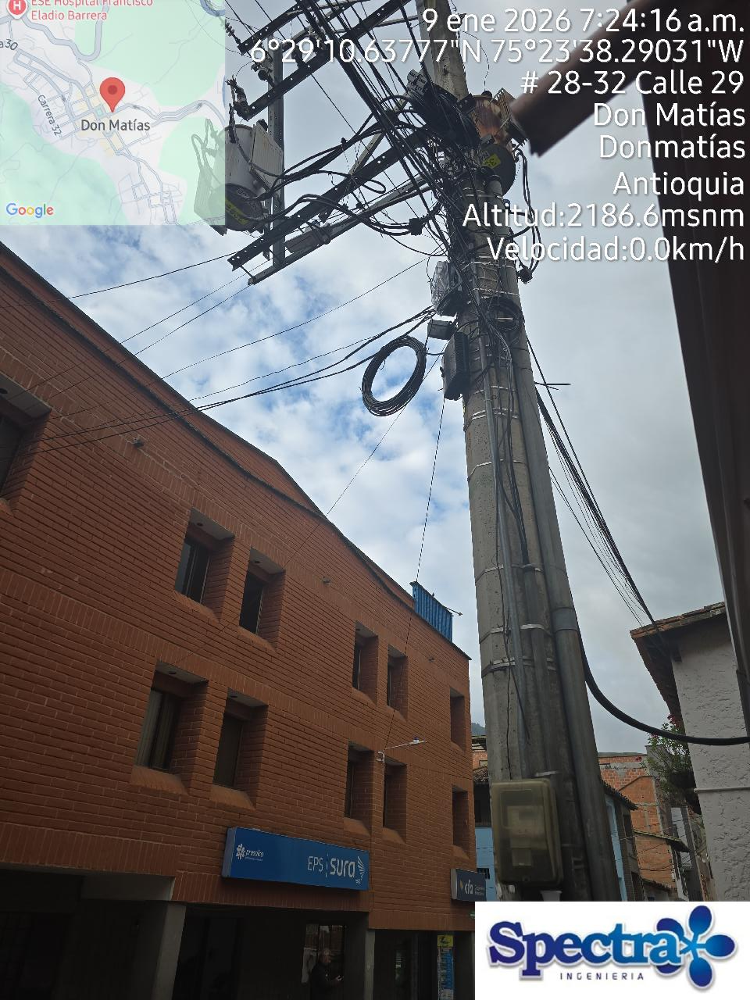 ESE Hospital Francisco
Eladio Barrera
Carrera 32
Don Matías
Google
9 ene 2026 7:24:16 a.m.
6°29'10.63777"N 75°23'38.29031"W
# 28-32 Calle 29
Don Matías
Donmatías
Antioquia
Altitud:2186.6msnm
Velocidad:0.0km/h
EPS sura
cfa
Spectra
INGENIERIA